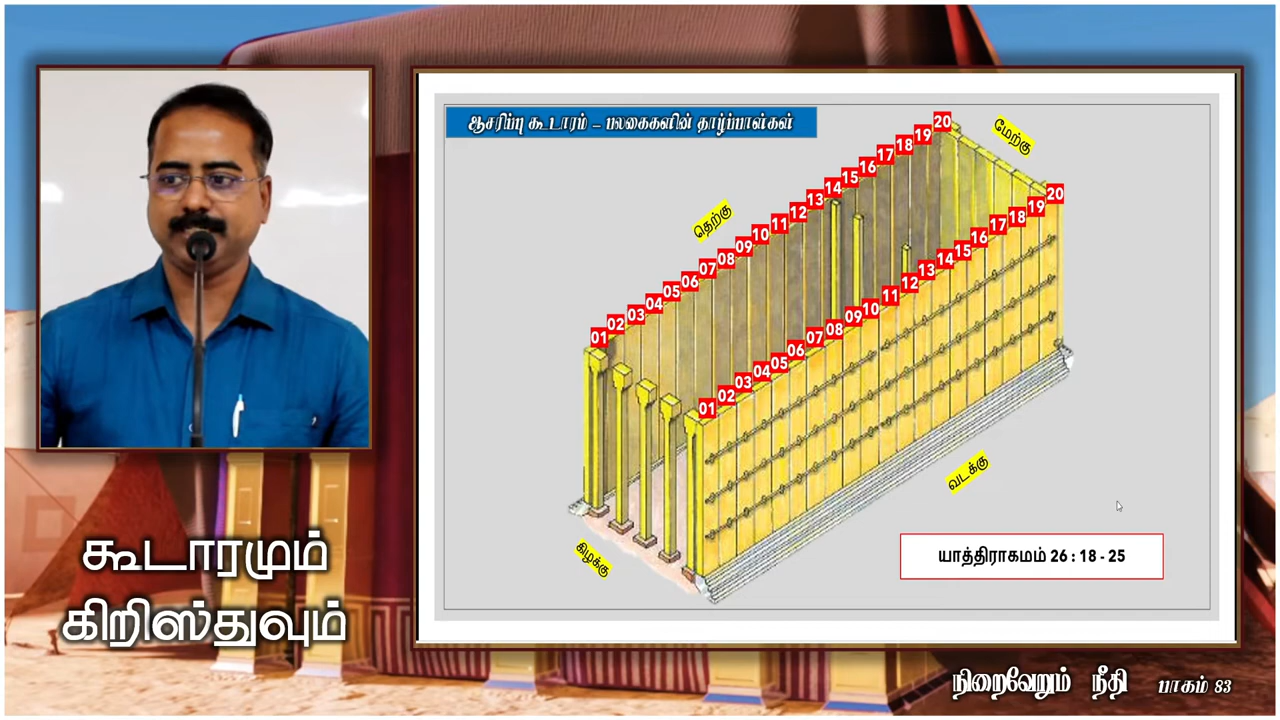 ஆசரிப்பு கூடாரம் – பலகைகளின் தாழ்ப்பாள்கள்
மேற்கு
தெற்கு
01 02 03 04 05 06 07 08 09 10 11 12 13 14 15 16 17 18 19 20
01 02 03 04 05 06 07 08 09 10 11 12 13 14 15 16 17 18 19 20
வடக்கு
கிழக்கு
யாத்திராகமம் 26 : 18 - 25
கூடாரமும்
கிறிஸ்துவும்
நிறைவேறும் நீதி பாகம் 83